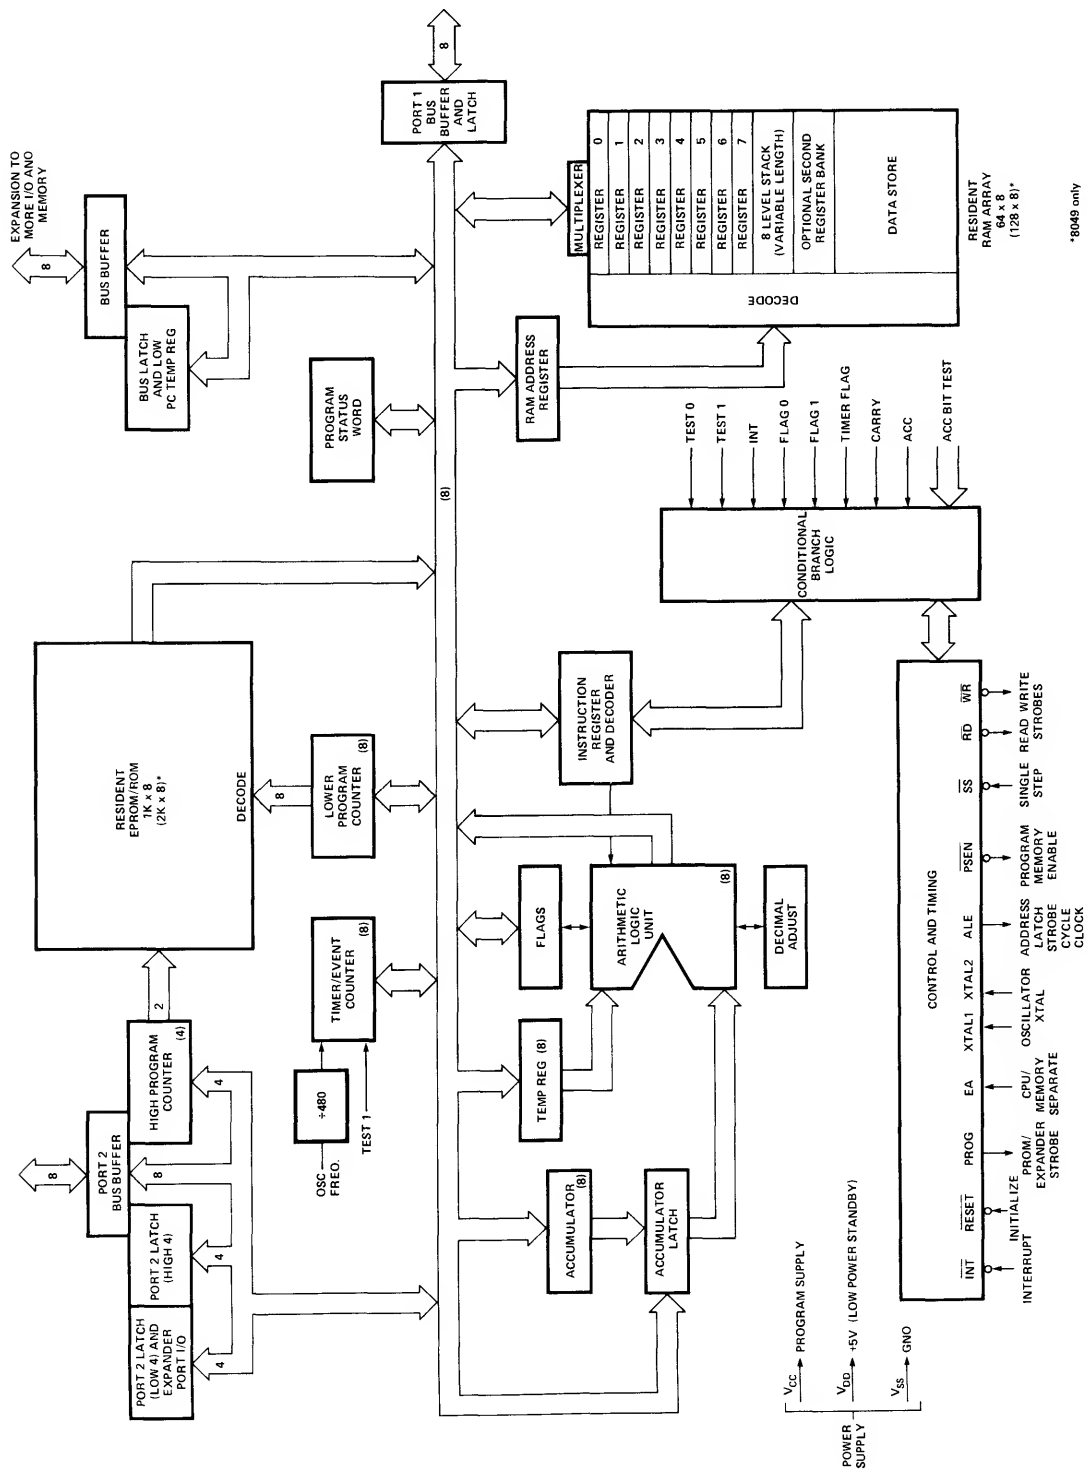 EXPANSION TO
MORE I/O ANO
MEMORY
8
BUS BUFFER
BUS LATCH
AND LOW
PC TEMP REG
PORT 1
BUS
BUFFER
AND
LATCH
8
PROGRAM
STATUS
WORD
RAM ADDRESS
REGISTER
MULTIPLEXER
REGISTER 0
REGISTER 1
REGISTER 2
REGISTER 3
REGISTER 4
REGISTER 5
REGISTER 6
REGISTER 7
8 LEVEL STACK
(VARIABLE LENGTH)
OPTIONAL SECOND
REGISTER BANK
DATA STORE
DECODE
RESIDENT
RAM ARRAY
64 x 8
(128 x 8)*
*8049 only
(8)
RESIDENT
EPROM/ROM
1K x 8
(2K x 8)*
DECODE
8
LOWER
PROGRAM
COUNTER
(8)
2
HIGH PROGRAM
COUNTER
(4)
4
8
PORT 2
BUS BUFFER
8
PORT 2 LATCH
(HIGH 4)
4
PORT 2 LATCH
(LOW 4) AND
EXPANDER
PORT I/O
4
TIMER/EVENT
COUNTER
(8)
÷480
OSC
FREO.
TEST 1
INSTRUCTION
REGISTER
AND DECODER
FLAGS
ARITHMETIC
LOGIC
UNIT
(8)
DECIMAL
ADJUST
TEMP REG (8)
ACCUMULATOR
(8)
ACCUMULATOR
LATCH
CONDITIONAL
BRANCH
LOGIC
TEST 0
TEST 1
INT
FLAG 0
FLAG 1
TIMER FLAG
CARRY
ACC
ACC BIT TEST
CONTROL AND TIMING
INT
RESET
PROG
EA
XTAL1
XTAL2
ALE
PSEN
SS
RD
WR
INTERRUPT
INITIALIZE
PROM/
EXPANDER
STROBE
CPU/
MEMORY
SEPARATE
OSCILLATOR
XTAL
ADDRESS
LATCH
STROBE
CYCLE
CLOCK
PROGRAM
MEMORY
ENABLE
SINGLE
STEP
READ WRITE
STROBES
POWER
SUPPLY
VCC PROGRAM SUPPLY
VDD +5V (LOW POWER STANDBY)
VSS GNO